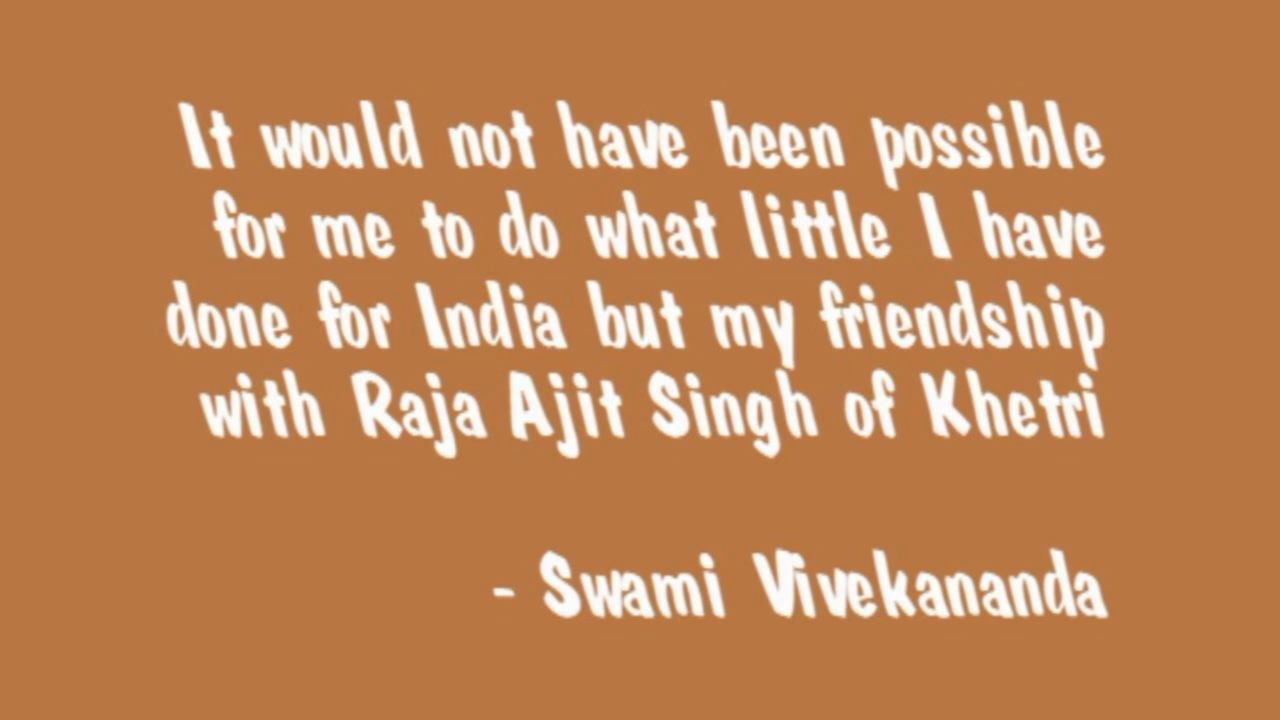 It would not have been possible
for me to do what little I have
done for India but my friendship
with Raja Ajit Singh of Khetri
- Swami Vivekananda